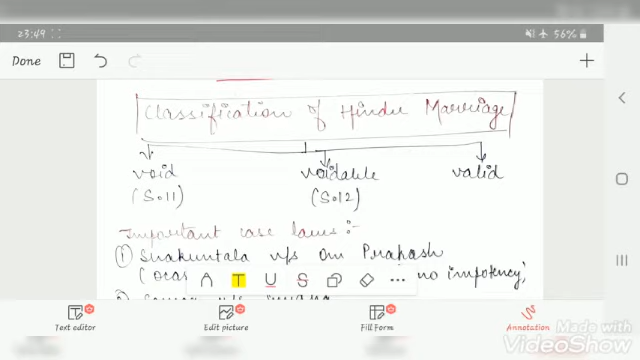 23:49
56%
Done
Classification of Hindu Marriage
void
voidable
valid
(S.11)
(S.12)
Important case laws :-
① Shakuntala v/s Om Prakash
no impotency,
Text editor
Edit picture
Fill Form
Annotation
Made with
VideoShow